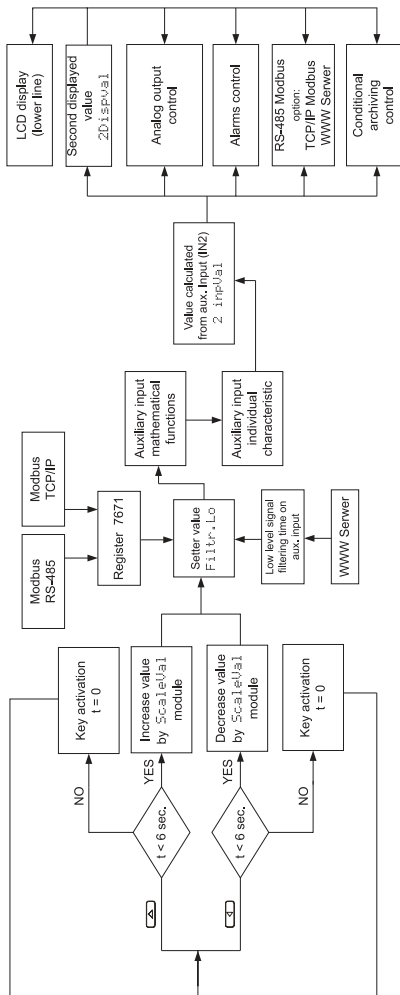 Key activation
t = 0
NO
t < 6 sec.
YES
Increase value
by ScaleVal
module
Decrease value
by ScaleVal
module
YES
t < 6 sec.
NO
Key activation
t = 0
Modbus
RS-485
Modbus
TCP/IP
Register 7671
Setter value
Filtr.Lo
Low level signal
filtering time on
aux. input
WWW Serwer
Auxiliary input
mathematical
functions
Auxiliary input
individual
characteristic
Value calculated
from aux. Input (IN2)
2 inpVal
LCD display
(lower line)
Second displayed
value
2DispVal
Analog output
control
Alarms control
RS-485 Modbus
option:
TCP/IP Modbus
WWW Serwer
Conditional
archiving
control